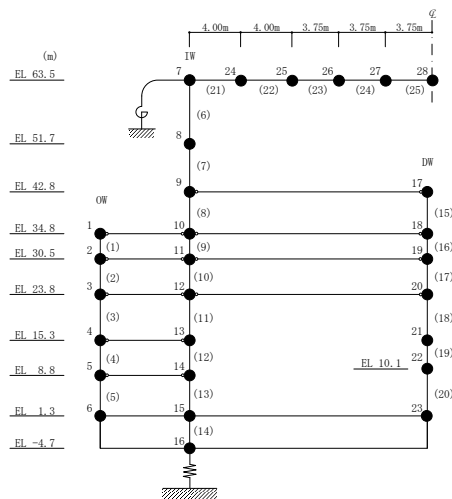 ℄
4.00m 4.00m 3.75m 3.75m 3.75m
(m) IW
EL 63.5 7 24 25 26 27 28
(21) (22) (23) (24) (25)
(6)
EL 51.7 8
(7) DW
EL 42.8 9 17
OW (8) (15)
EL 34.8 1 10 18
(1) (9) (16)
EL 30.5 2 11 19
(2) (10) (17)
EL 23.8 3 12 20
(3) (11) (18)
EL 15.3 4 13 21
(4) (12) (19)
EL 10.1 22
EL 8.8 5 14
(5) (13) (20)
EL 1.3 6 15 23
(14)
EL -4.7 16